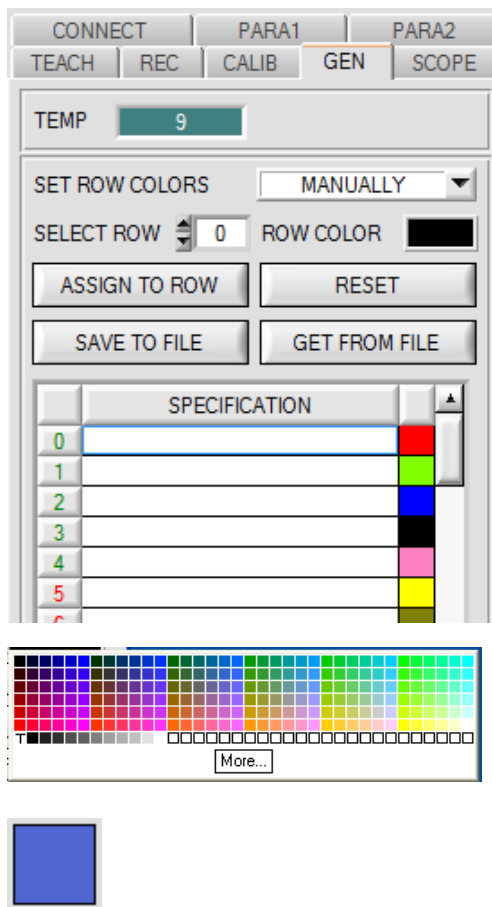 CONNECT PARA1 PARA2
TEACH REC CALIB GEN SCOPE
TEMP 9
SET ROW COLORS MANUALLY
SELECT ROW 0 ROW COLOR
ASSIGN TO ROW RESET
SAVE TO FILE GET FROM FILE
SPECIFICATION
0
1
2
3
4
5
T
More...